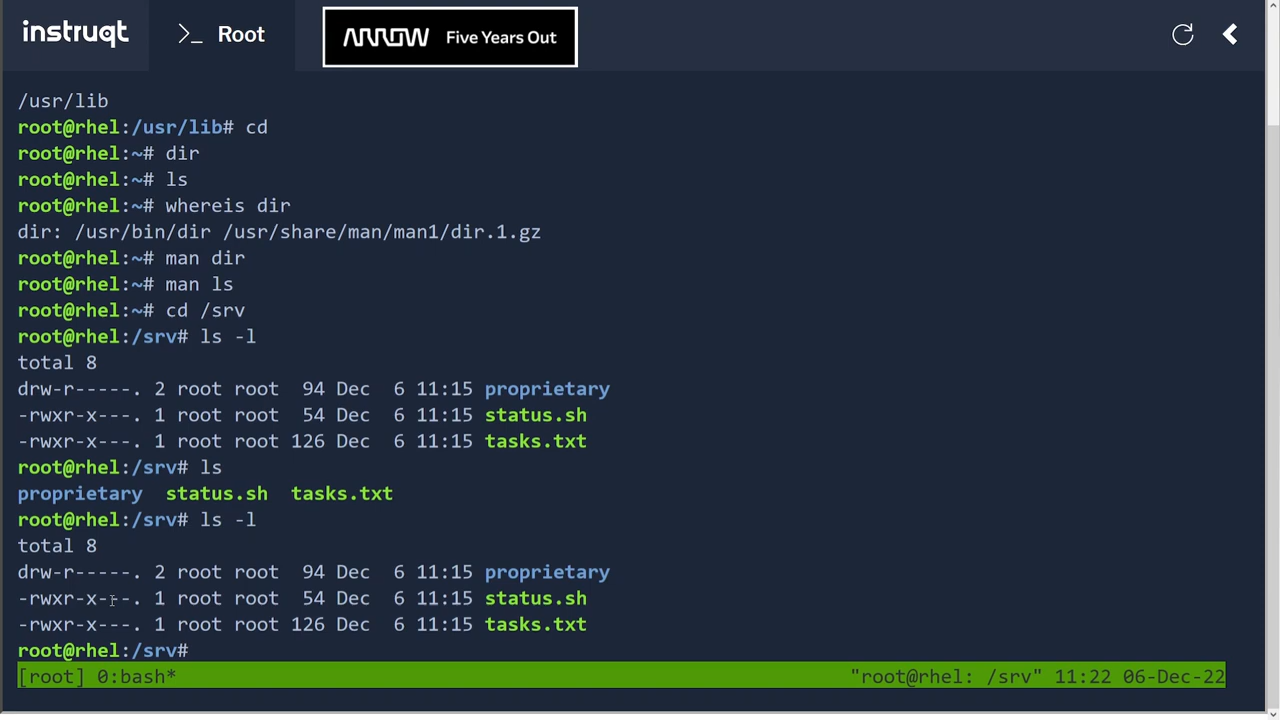 instruqt
>_ Root
ARROW Five Years Out
/usr/lib
root@rhel:/usr/lib# cd
root@rhel:~# dir
root@rhel:~# ls
root@rhel:~# whereis dir
dir: /usr/bin/dir /usr/share/man/man1/dir.1.gz
root@rhel:~# man dir
root@rhel:~# man ls
root@rhel:~# cd /srv
root@rhel:/srv# ls -l
total 8
drw-r-----. 2 root root  94 Dec  6 11:15 proprietary
-rwxr-x---. 1 root root  54 Dec  6 11:15 status.sh
-rwxr-x---. 1 root root 126 Dec  6 11:15 tasks.txt
root@rhel:/srv# ls
proprietary  status.sh  tasks.txt
root@rhel:/srv# ls -l
total 8
drw-r-----. 2 root root  94 Dec  6 11:15 proprietary
-rwxr-x---. 1 root root  54 Dec  6 11:15 status.sh
-rwxr-x---. 1 root root 126 Dec  6 11:15 tasks.txt
root@rhel:/srv#
[root] 0:bash* "root@rhel: /srv" 11:22 06-Dec-22